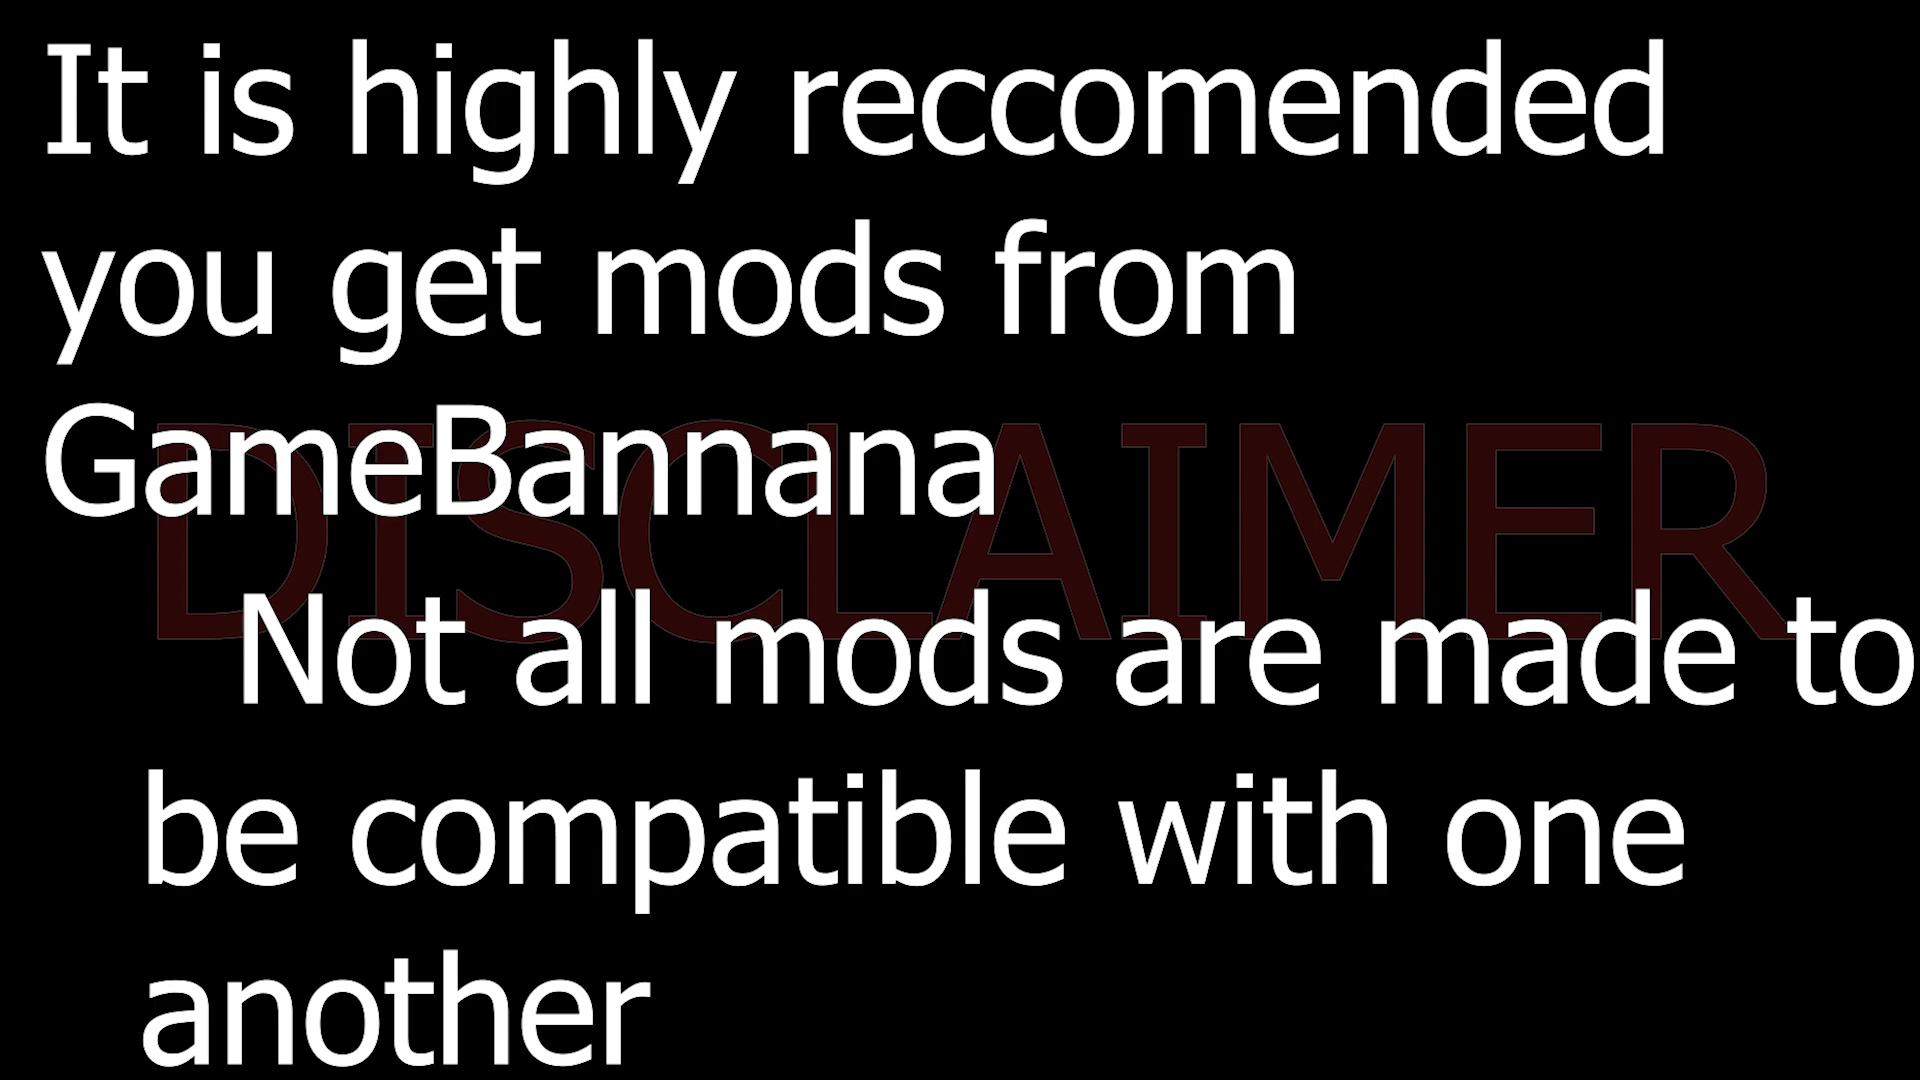 It is highly reccomended
you get mods from
GameBannana
DISCLAIMER
Not all mods are made to
be compatible with one
another